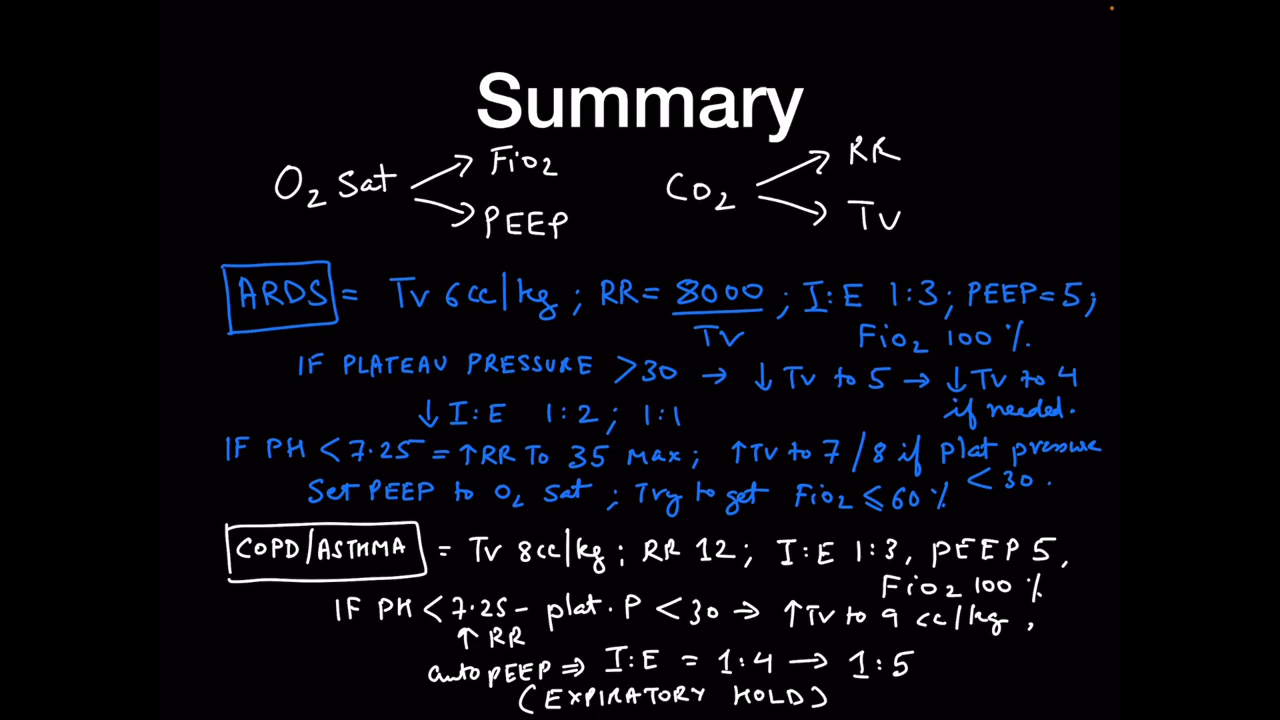 Summary
O2 Sat → FiO2
→ PEEP
CO2 → RR
→ TV
ARDS = TV 6cc/kg ; RR = 8000/TV ; I:E 1:3 ; PEEP = 5 ;
FiO2 100 %.
IF PLATEAU PRESSURE >30 → ↓ TV to 5 → ↓ TV to 4
if needed.
↓ I:E 1:2 ; 1:1
IF PH < 7.25 = ↑RR TO 35 MAX ; ↑TV to 7/8 if plat pressure
< 30.
Set PEEP to O2 sat ; Try to get FiO2 ⩽ 60 %
COPD/ASTHMA = TV 8cc/kg ; RR 12 ; I:E 1:3, PEEP 5,
FiO2 100 %
IF PH < 7.25 - plat. P < 30 → ↑TV to 9 cc/kg,
↑ RR
autoPEEP ⇒ I:E = 1:4 → 1:5
(EXPIRATORY HOLD)